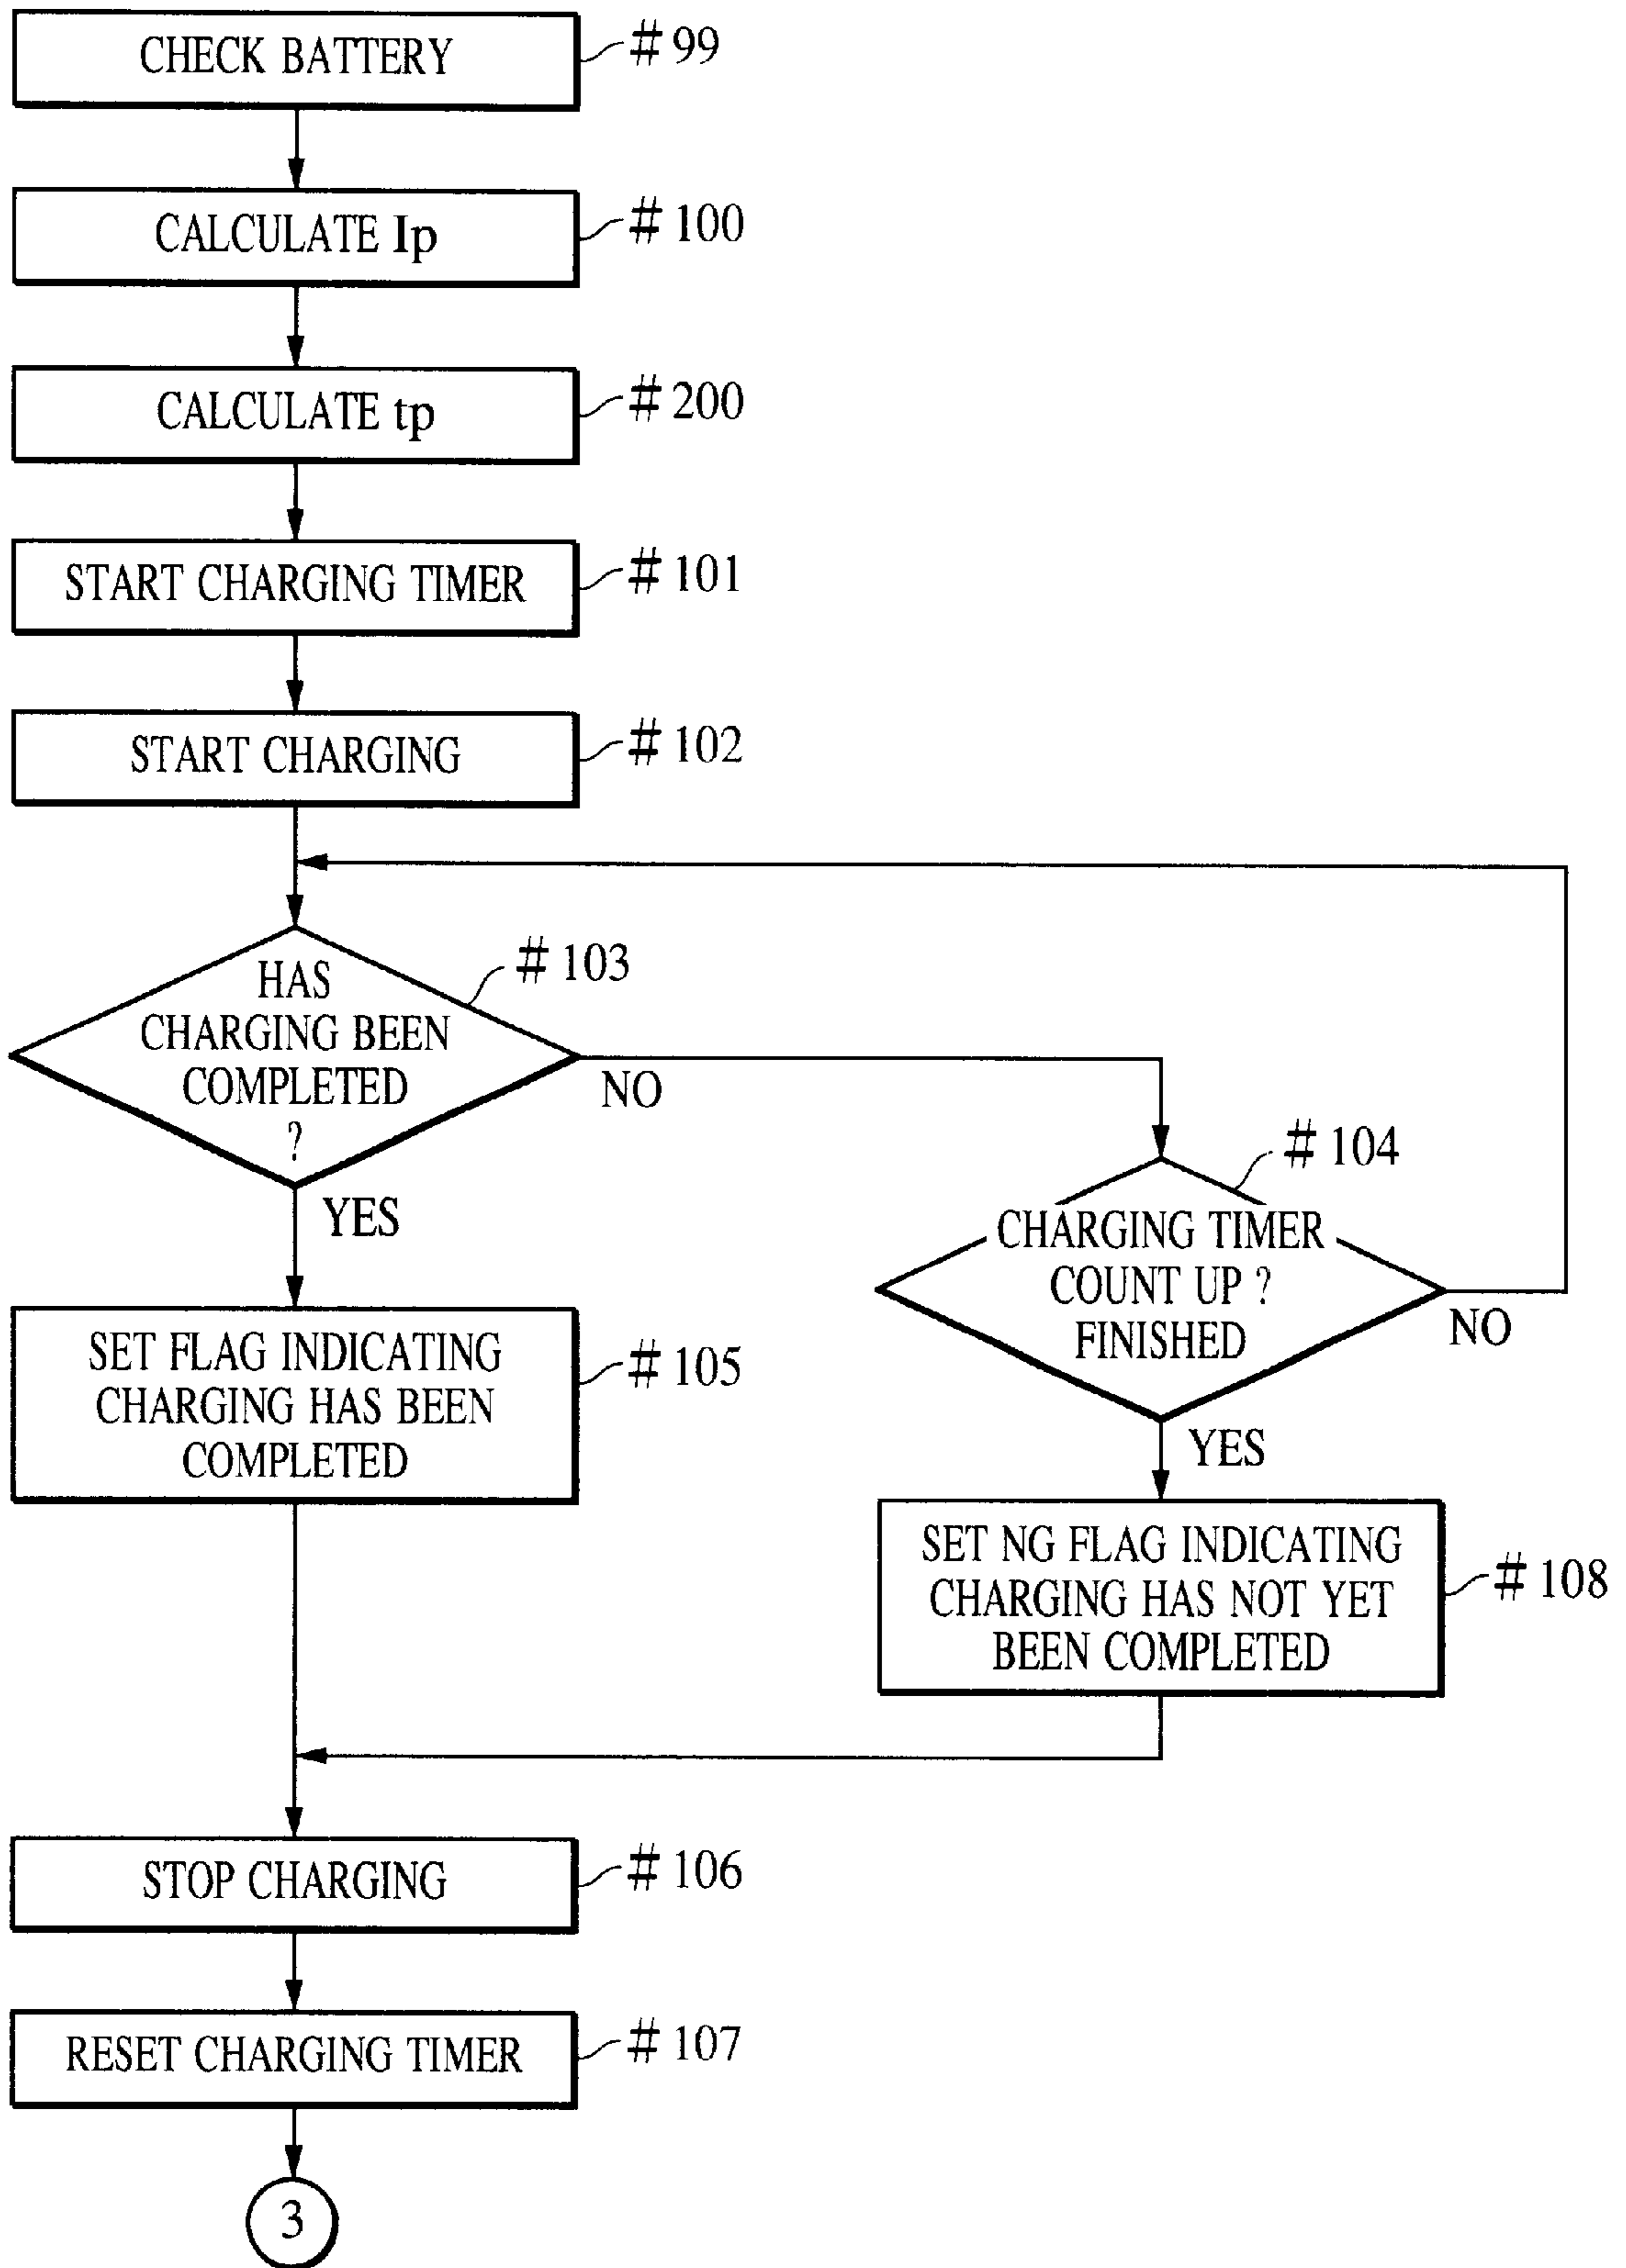 CHECK BATTERY
# 99
CALCULATE Ip
# 100
CALCULATE tp
# 200
START CHARGING TIMER
# 101
START CHARGING
# 102
HAS
CHARGING BEEN
COMPLETED
?
# 103
NO
YES
CHARGING TIMER
COUNT UP ?
FINISHED
# 104
NO
YES
SET FLAG INDICATING
CHARGING HAS BEEN
COMPLETED
# 105
SET NG FLAG INDICATING
CHARGING HAS NOT YET
BEEN COMPLETED
# 108
STOP CHARGING
# 106
RESET CHARGING TIMER
# 107
3